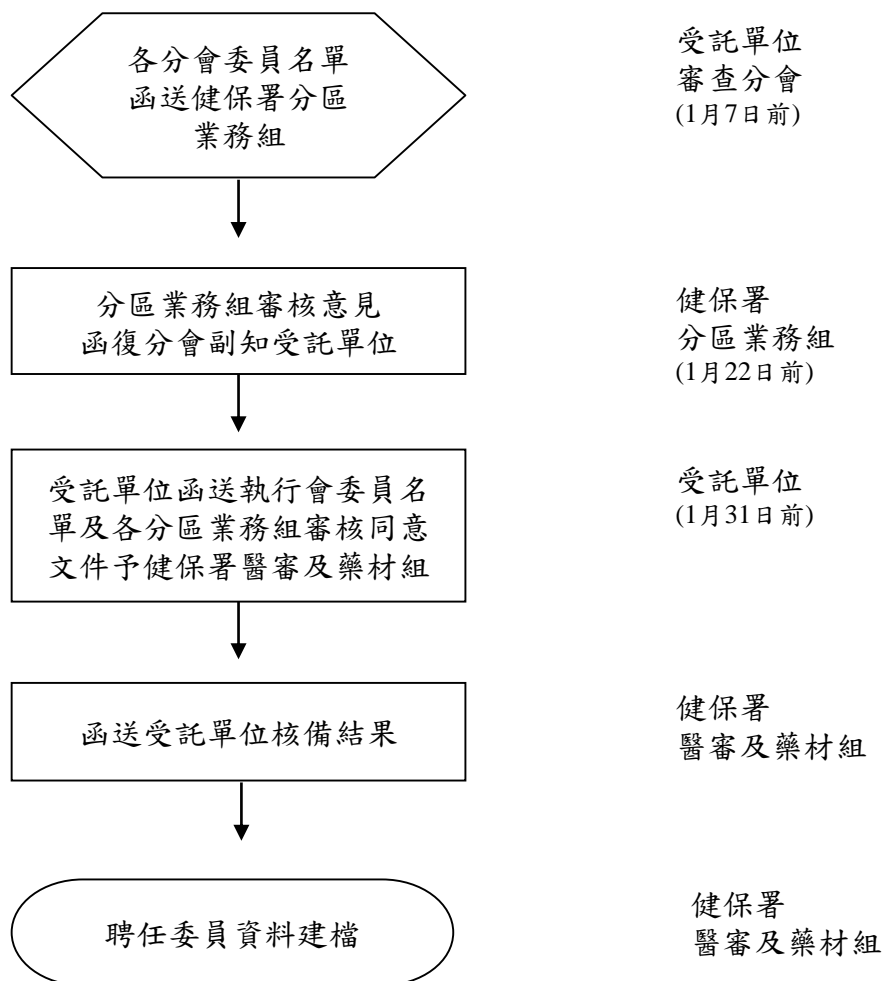 各分會委員名單
函送健保署分區
業務組
受託單位
審查分會
(1月7日前)
分區業務組審核意見
函復分會副知受託單位
健保署
分區業務組
(1月22日前)
受託單位函送執行會委員名
單及各分區業務組審核同意
文件予健保署醫審及藥材組
受託單位
(1月31日前)
函送受託單位核備結果
健保署
醫審及藥材組
聘任委員資料建檔
健保署
醫審及藥材組